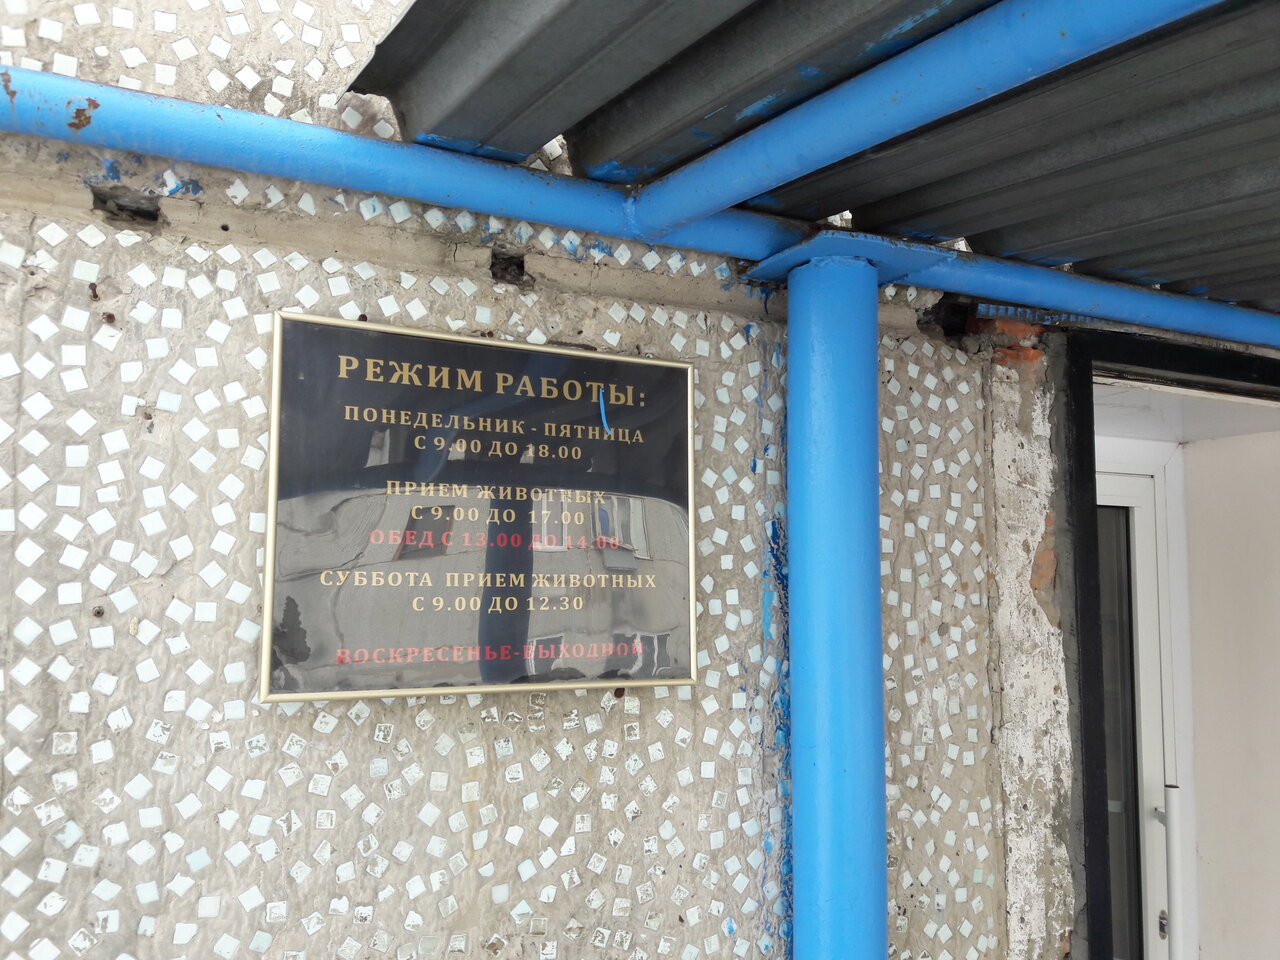 РЕЖИМ РАБОТЫ:
ПОНЕДЕЛЬНИК - ПЯТНИЦА
С 9.00 ДО 18.00
ПРИЕМ ЖИВОТНЫХ
С 9.00 ДО 17.00
ОБЕД С 13.00 ДО 14.00
СУББОТА ПРИЕМ ЖИВОТНЫХ
С 9.00 ДО 12.30
ВОСКРЕСЕНЬЕ-ВЫХОДНОЙ